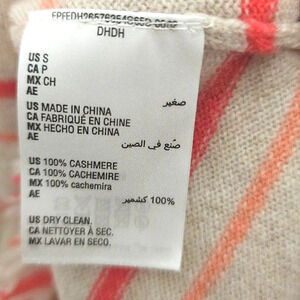 DHDH
US S
CA P
MX CH
AE صغير
US MADE IN CHINA
CA FABRIQUÉ EN CHINE
MX HECHO EN CHINA
AE صنع في الصين
US 100% CASHMERE
CA 100% CACHEMIRE
MX 100% cachemira
AE 100% كشمير
US DRY CLEAN.
CA NETTOYER À SEC.
MX LAVAR EN SECO.